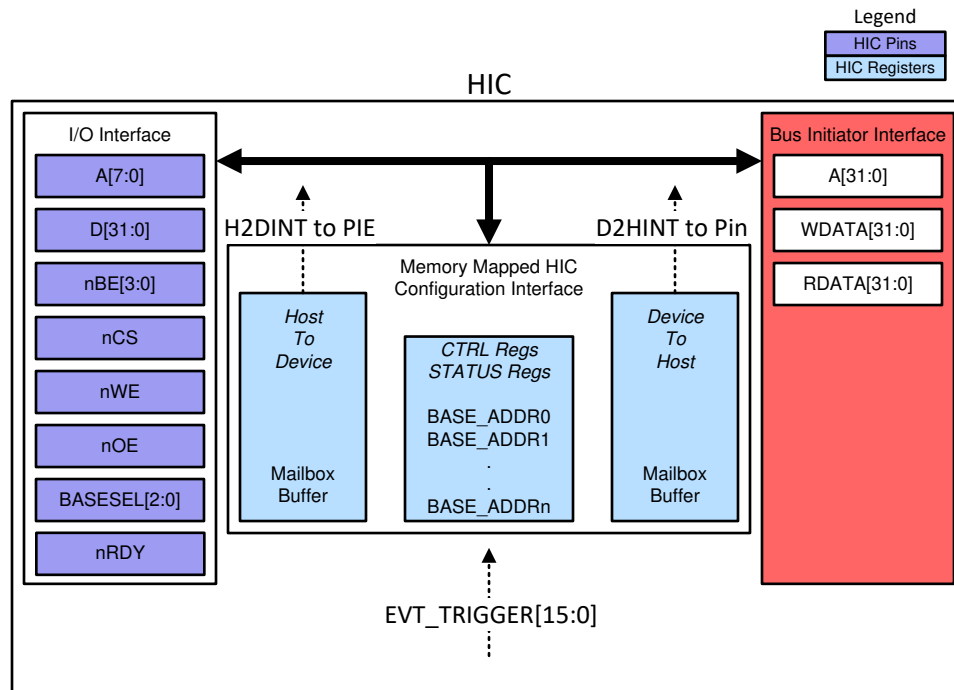 Legend
HIC Pins
HIC Registers
HIC
I/O Interface
A[7:0]
D[31:0]
nBE[3:0]
nCS
nWE
nOE
BASESEL[2:0]
nRDY
H2DINT to PIE
D2HINT to Pin
Memory Mapped HIC
Configuration Interface
Host
To
Device
Mailbox
Buffer
CTRL Regs
STATUS Regs
BASE_ADDR0
BASE_ADDR1
.
.
BASE_ADDRn
Device
To
Host
Mailbox
Buffer
EVT_TRIGGER[15:0]
Bus Initiator Interface
A[31:0]
WDATA[31:0]
RDATA[31:0]